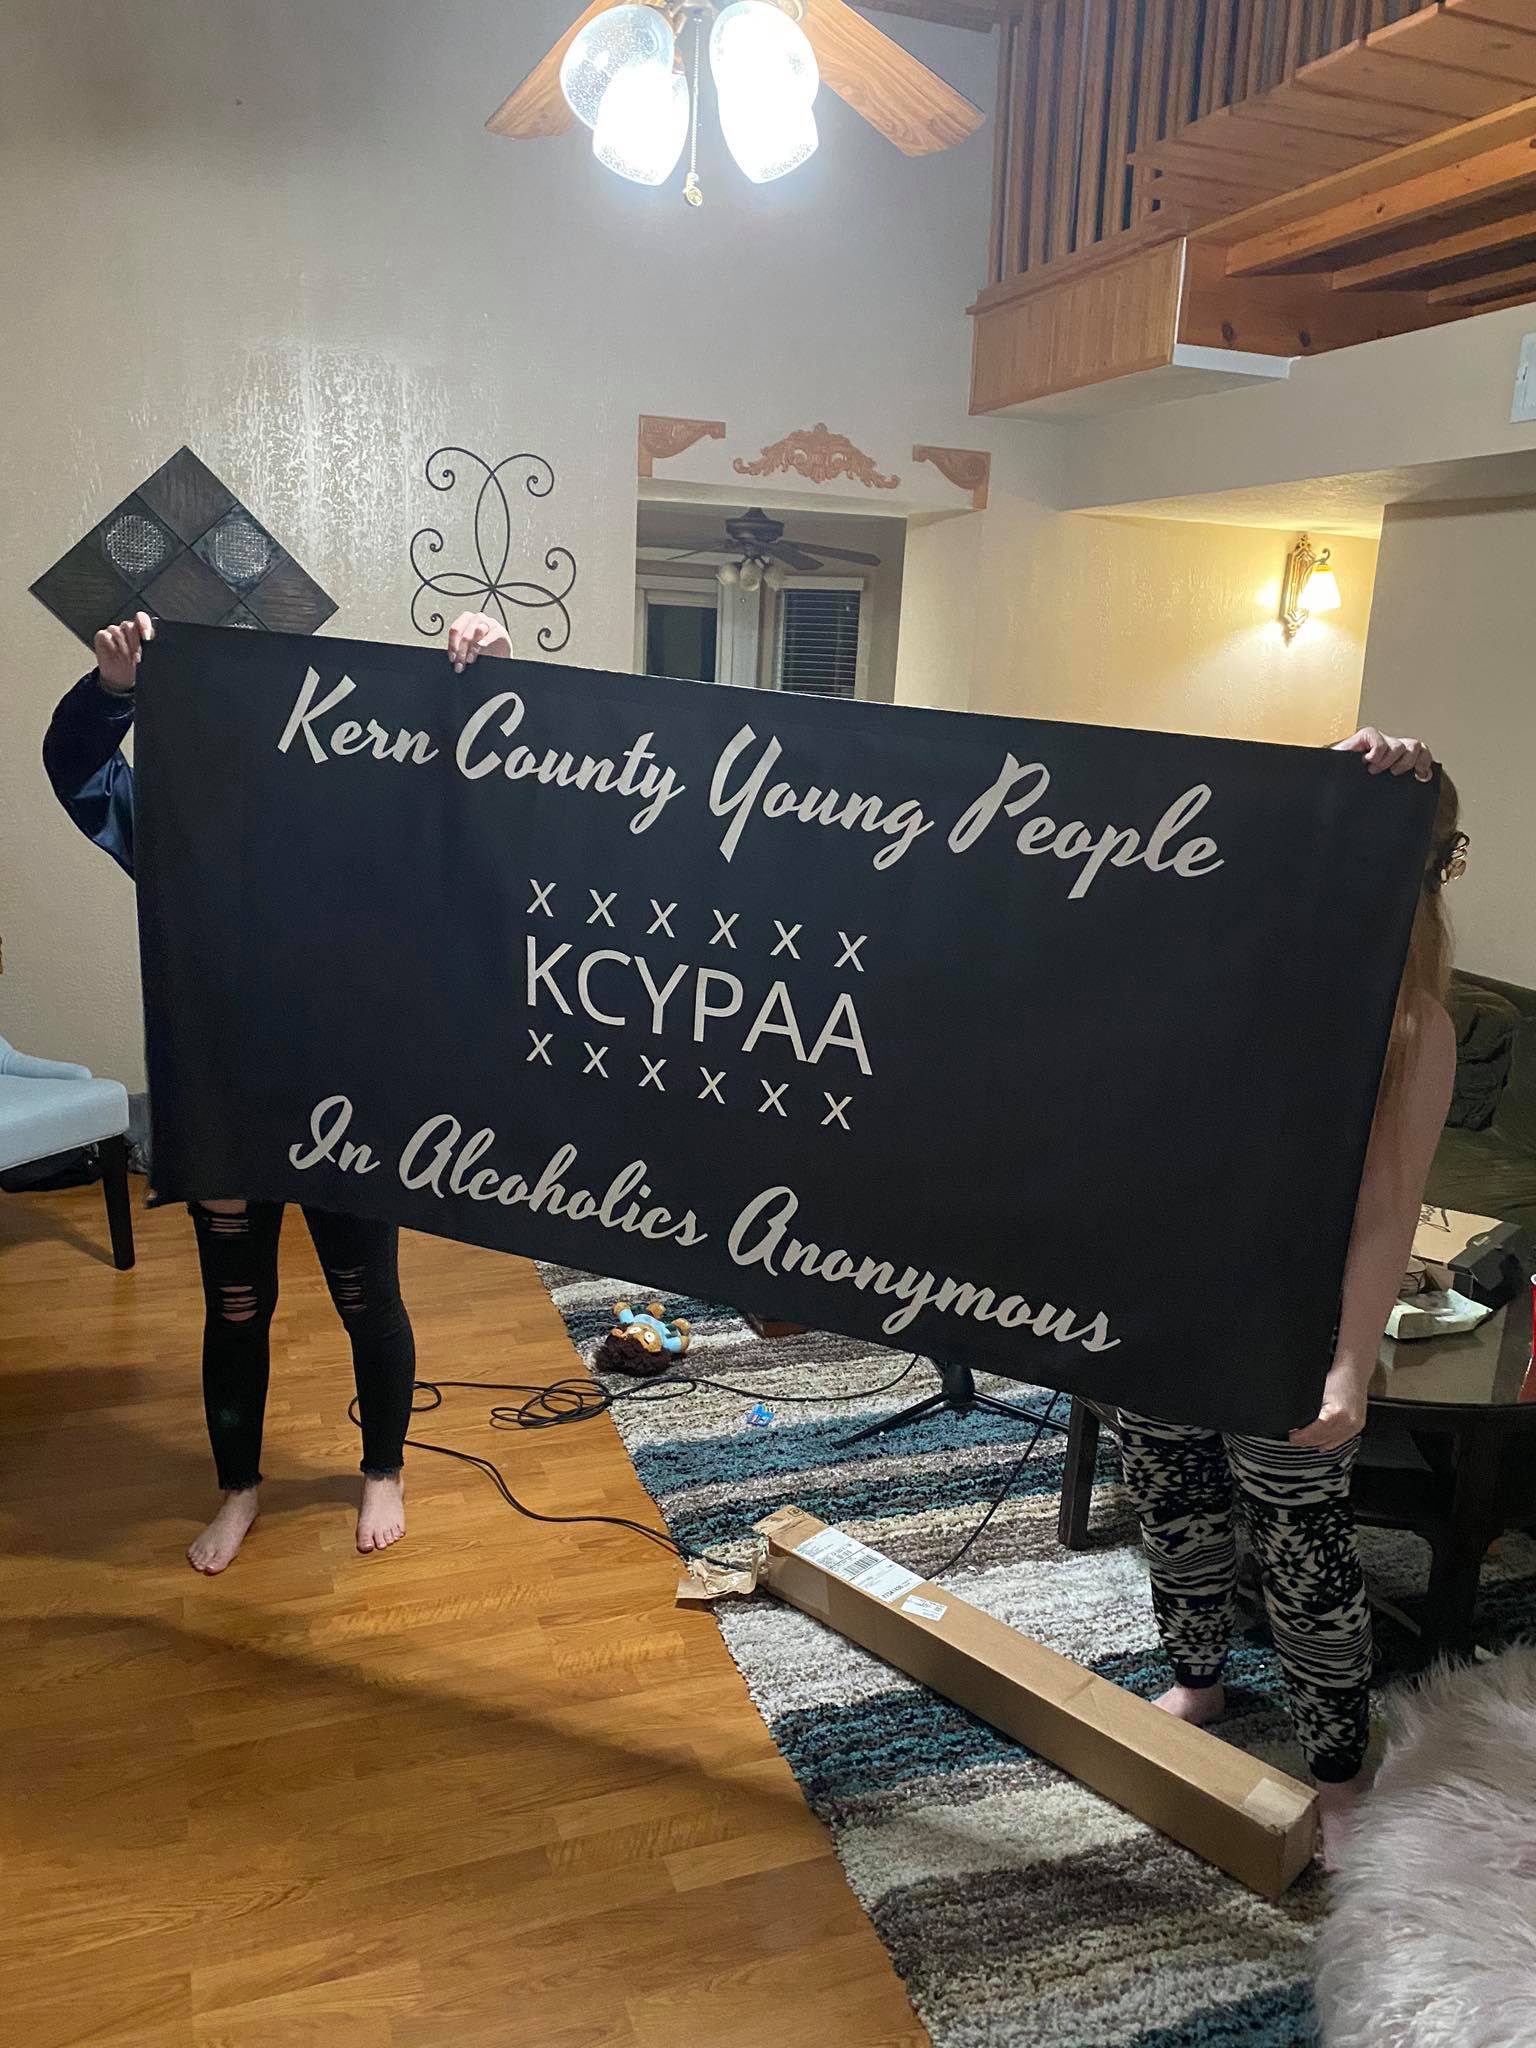 Kern County Young People
x x x x x x
KCYPAA
x x x x x x
In Alcoholics Anonymous